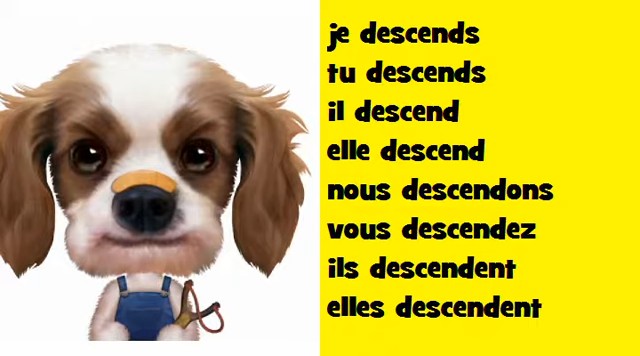 je descends
tu descends
il descend
elle descend
nous descendons
vous descendez
ils descendent
elles descendent